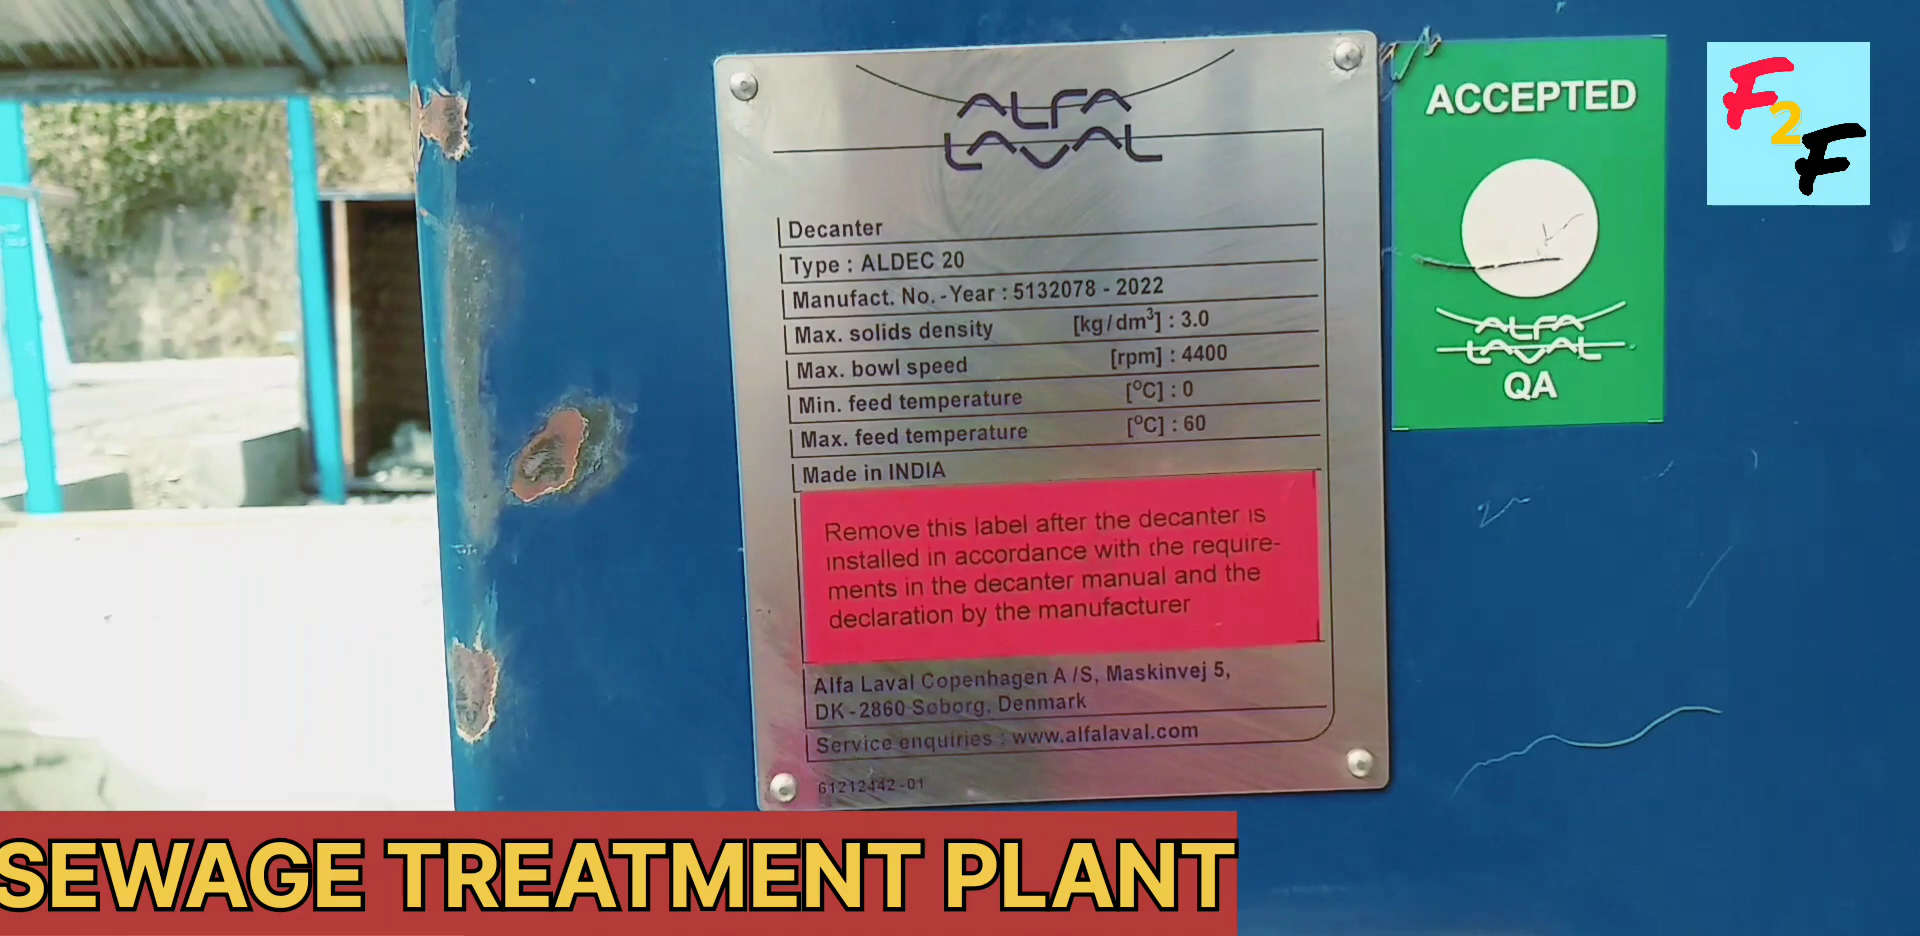 ALFA
LAVAL
Decanter
Type : ALDEC 20
Manufact. No. - Year : 5132078 - 2022
Max. solids density [kg/dm³] : 3.0
Max. bowl speed [rpm] : 4400
Min. feed temperature [°C] : 0
Max. feed temperature [°C] : 60
Made in INDIA
Remove this label after the decanter is
installed in accordance with the require-
ments in the decanter manual and the
declaration by the manufacturer
Alfa Laval Copenhagen A/S, Maskinvej 5,
DK-2860 Søborg, Denmark
Service enquiries : www.alfalaval.com
61212442-01
ACCEPTED
ALFA
LAVAL
QA
F2F
SEWAGE TREATMENT PLANT